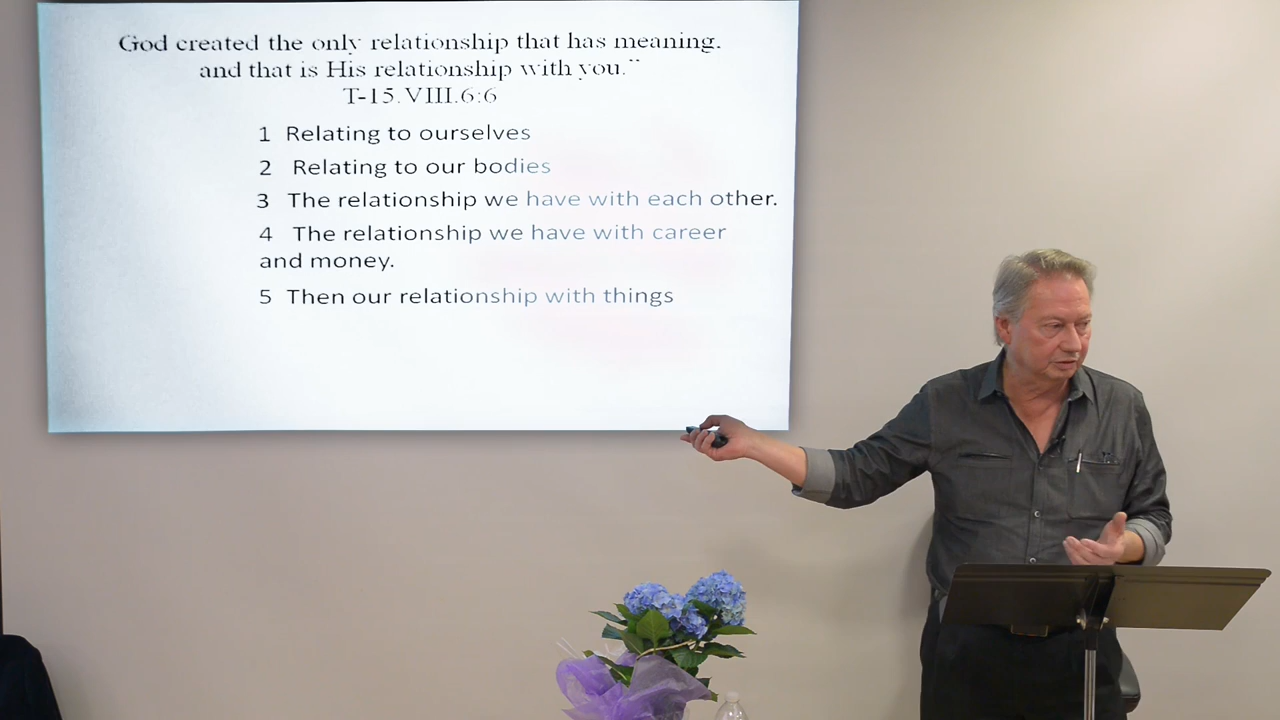 God created the only relationship that has meaning,
and that is His relationship with you."
T-15.VIII.6:6
1 Relating to ourselves
2 Relating to our bodies
3 The relationship we have with each other.
4 The relationship we have with career
and money.
5 Then our relationship with things